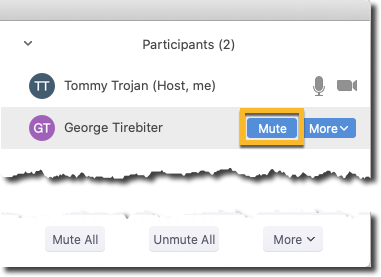 Participants (2)
TT Tommy Trojan (Host, me)
GT George Tirebiter Mute More
Mute All Unmute All More